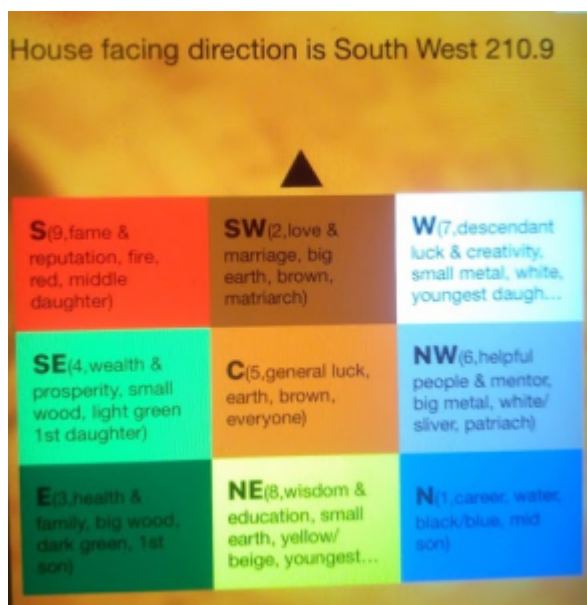 House facing direction is South West 210.9
S(9,fame &
reputation, fire,
red, middle
daughter)
SW(2,love &
marriage, big
earth, brown,
matriarch)
W(7,descendant
luck & creativity,
small metal, white,
youngest daugh...
SE(4,wealth &
prosperity, small
wood, light green
1st daughter)
C(5,general luck,
earth, brown,
everyone)
NW(6,helpful
people & mentor,
big metal, white/
sliver, patriach)
E(3,health &
family, big wood,
dark green, 1st
son)
NE(8,wisdom &
education, small
earth, yellow/
beige, youngest...
N(1,career, water,
black/blue, mid
son)